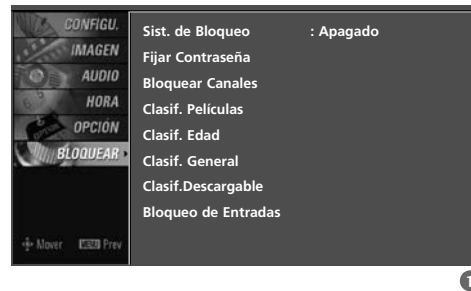 CONFIGU.
IMAGEN
AUDIO
HORA
OPCIÓN
BLOQUEAR
Mover MENU Prev
Sist. de Bloqueo : Apagado
Fijar Contraseña
Bloquear Canales
Clasif. Películas
Clasif. Edad
Clasif. General
Clasif.Descargable
Bloqueo de Entradas
1